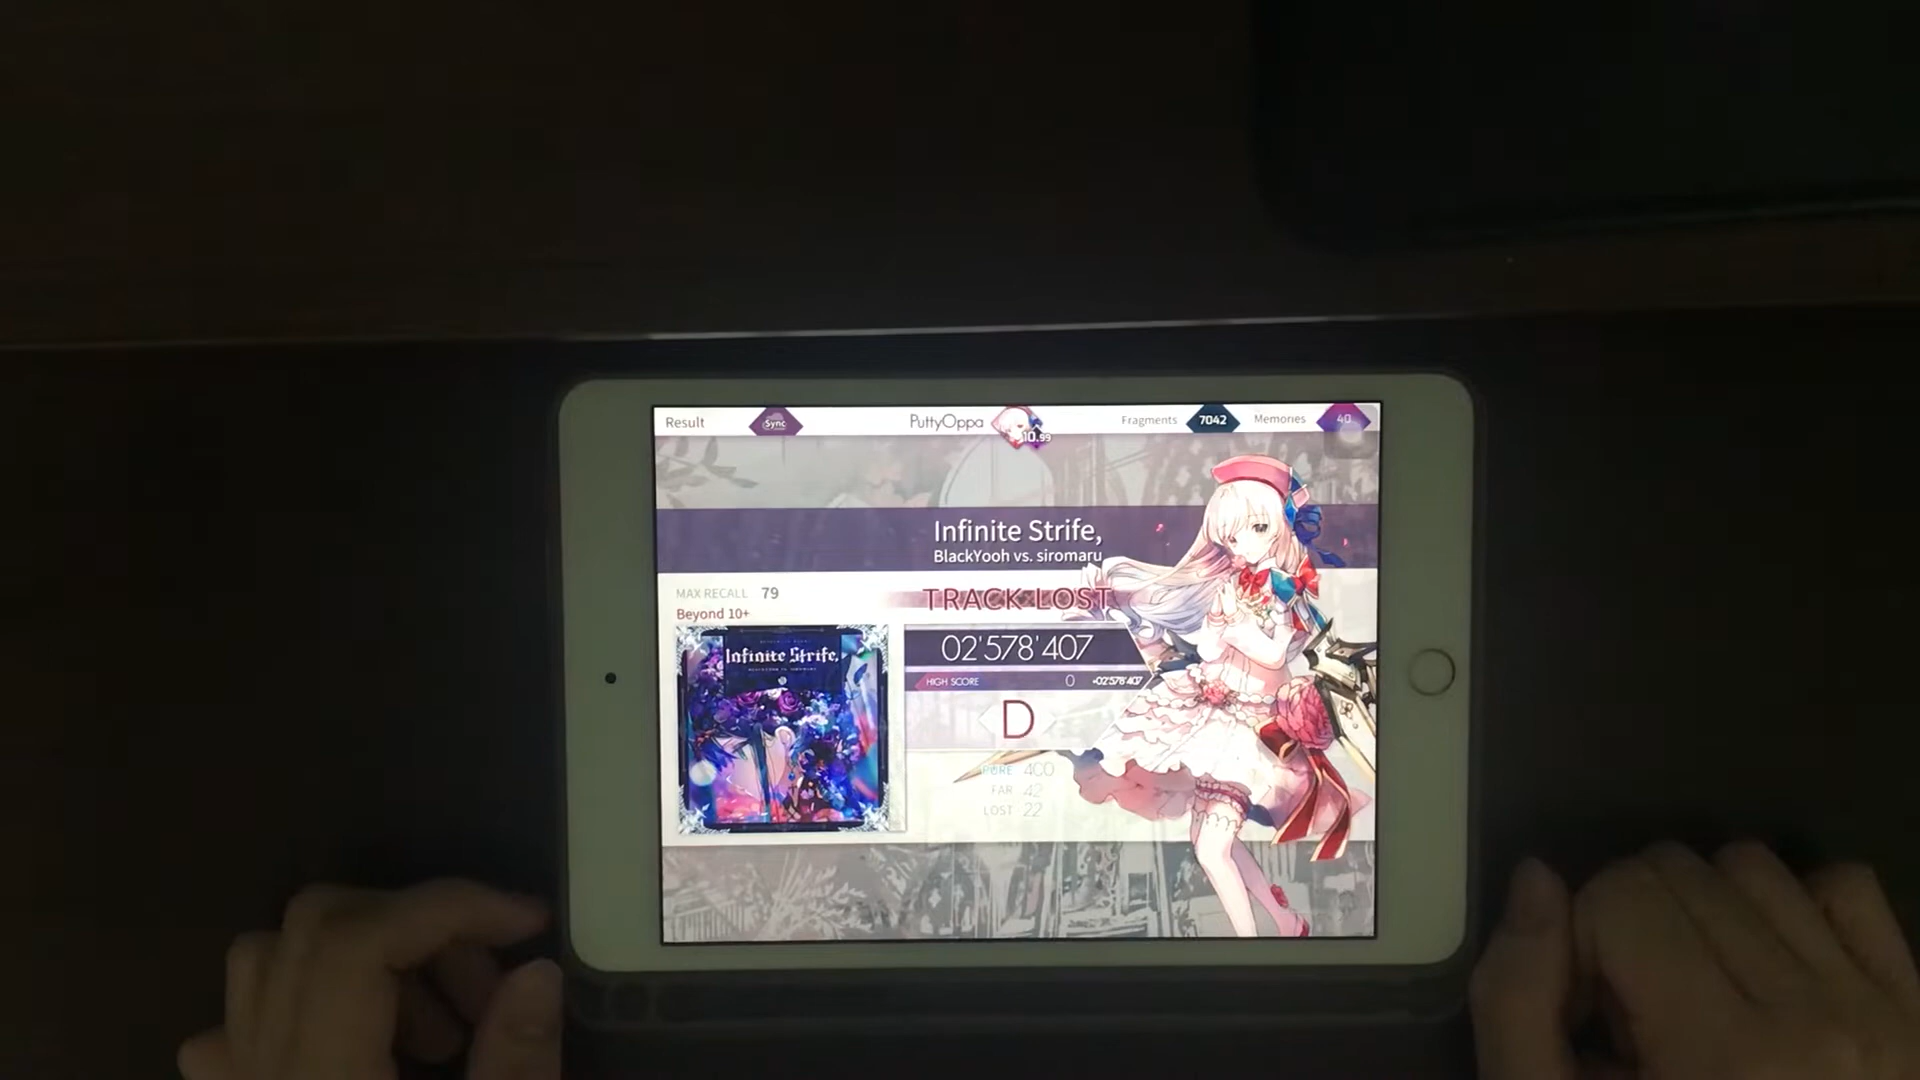 Result Sync PuttyOppa 10.99 Fragments 7042 Memories 40
Infinite Strife,
BlackYooh vs. siromaru
MAX RECALL 79
TRACK LOST
Beyond 10+
Infinite Strife,
02'578'407
HIGH SCORE 0 +02'578'407
D
PURE 400
FAR 42
LOST 22